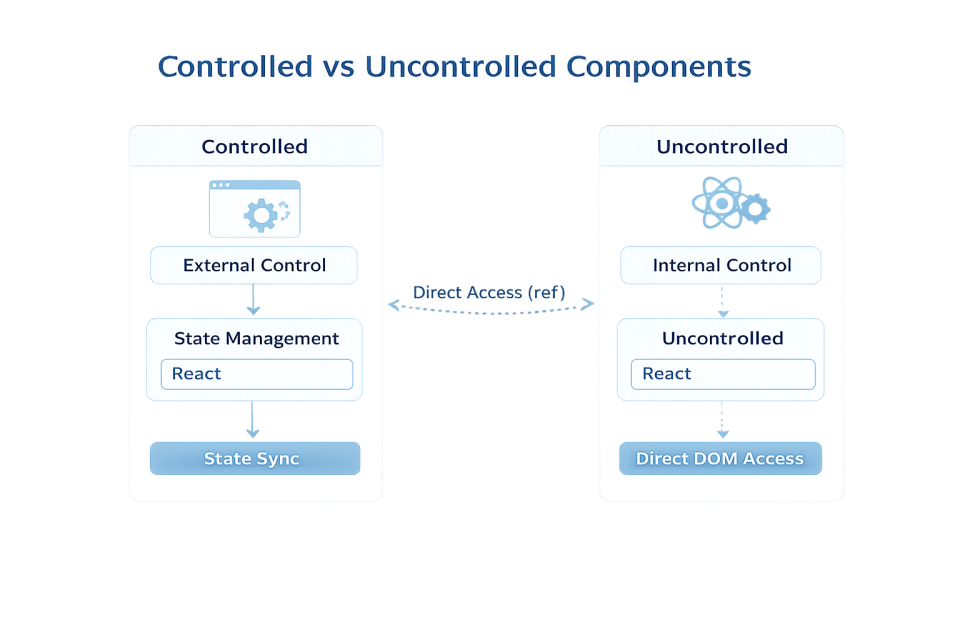 Controlled vs Uncontrolled Components
Controlled
External Control
State Management
React
State Sync
Direct Access (ref)
Uncontrolled
Internal Control
Uncontrolled
React
Direct DOM Access